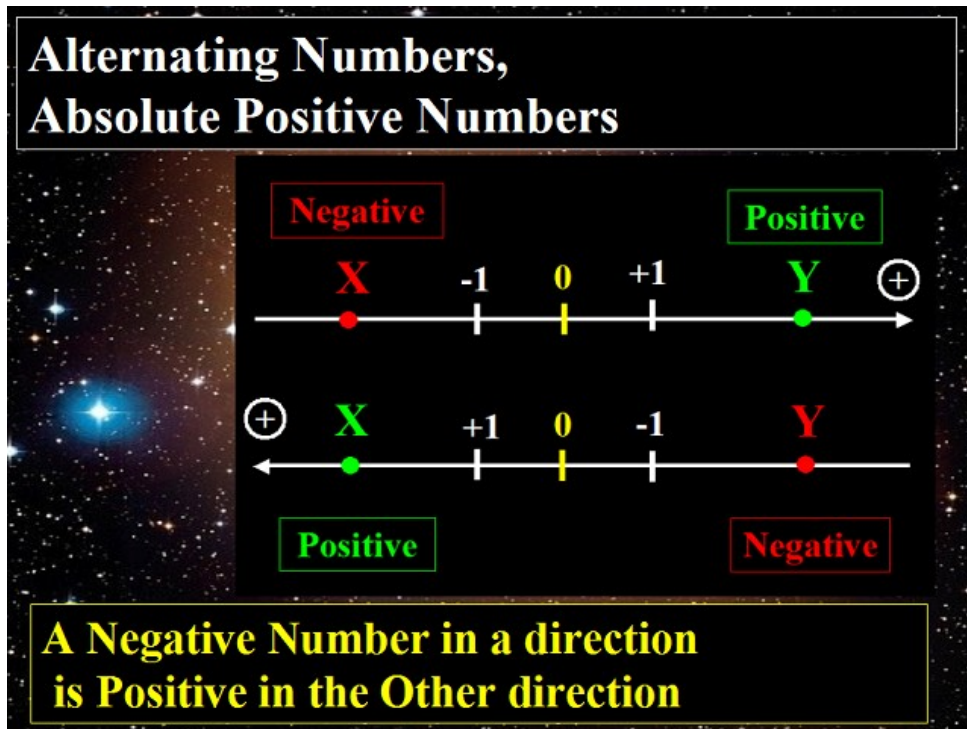 Alternating Numbers,
Absolute Positive Numbers
Negative
Positive
X -1 0 +1 Y +
+ X +1 0 -1 Y
Positive
Negative
A Negative Number in a direction
is Positive in the Other direction